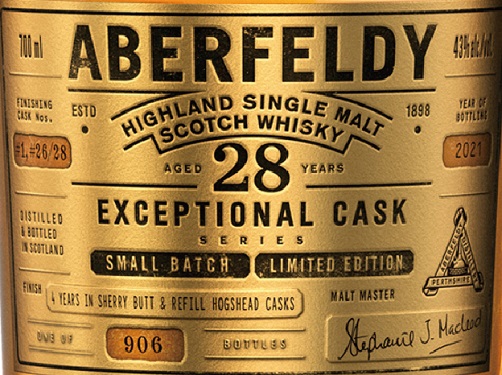 700 ml
ABERFELDY
43% alc./vol.
FINISHING
CASK Nos.
#1, #26/28
ESTD
HIGHLAND SINGLE MALT
SCOTCH WHISKY
1898
YEAR OF
BOTTLING
2021
AGED 28 YEARS
EXCEPTIONAL CASK
SERIES
DISTILLED
& BOTTLED
IN SCOTLAND
SMALL BATCH
LIMITED EDITION
PERTHSHIRE
FINISH
4 YEARS IN SHERRY BUTT & REFILL HOGSHEAD CASKS
MALT MASTER
Stephanie J. Macleod
ONE OF 906 BOTTLES